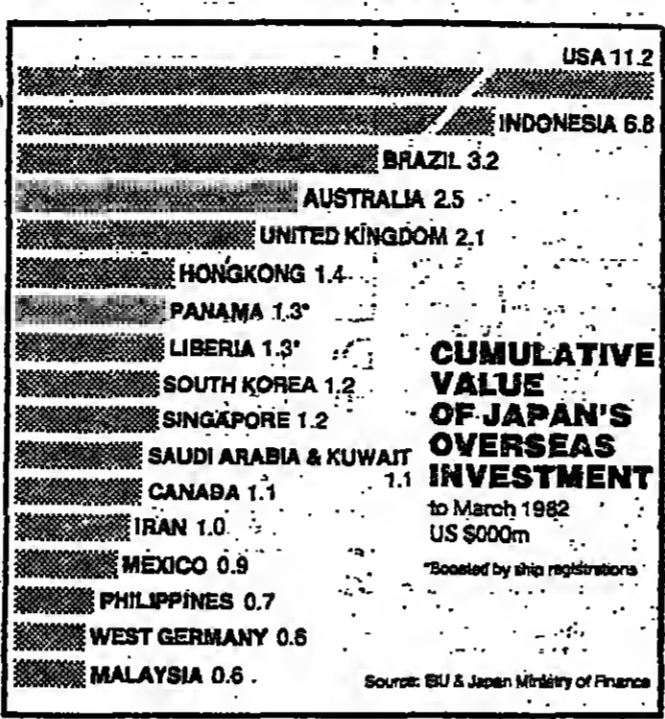 USA 11.2
INDONESIA 6.8
BRAZIL 3.2
AUSTRALIA 2.5
UNITED KINGDOM 2.1
HONGKONG 1.4
PANAMA 1.3*
LIBERIA 1.3*
SOUTH KOREA 1.2
SINGAPORE 1.2
SAUDI ARABIA & KUWAIT
1.1
CANADA 1.1
IRAN 1.0
MEXICO 0.9
PHILIPPINES 0.7
WEST GERMANY 0.6
MALAYSIA 0.6
CUMULATIVE
VALUE
OF JAPAN'S
OVERSEAS
INVESTMENT
to March 1982
US $000m
*Boosted by ship registrations
Source: EIU & Japan Ministry of Finance